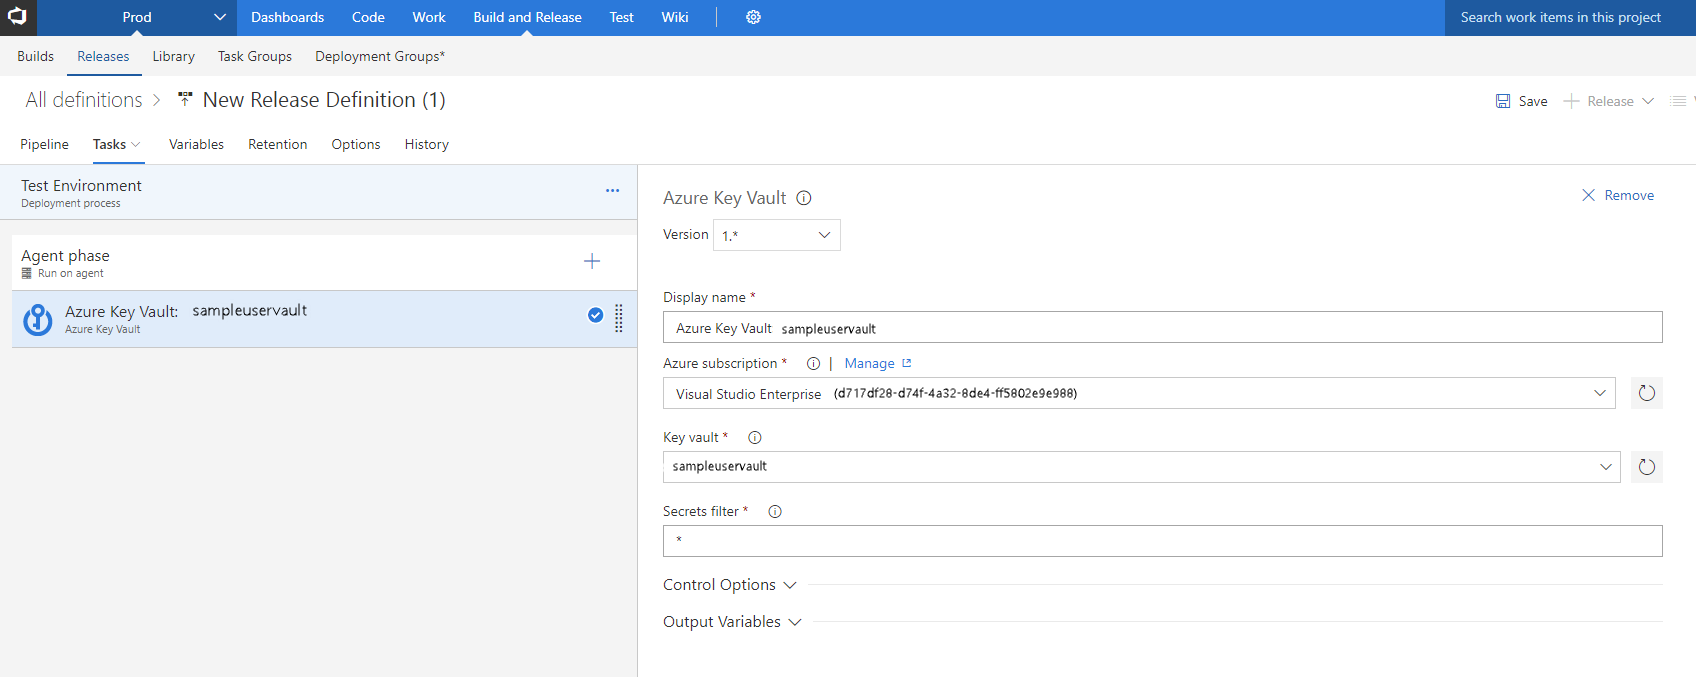 Prod Dashboards Code Work Build and Release Test Wiki Search work items in this project
Builds Releases Library Task Groups Deployment Groups*
All definitions > New Release Definition (1)
Save + Release
Pipeline Tasks Variables Retention Options History
Test Environment
Deployment process
...
Agent phase
Run on agent
Azure Key Vault: sampleuservault
Azure Key Vault
Azure Key Vault
Remove
Version 1.*
Display name *
Azure Key Vault sampleuservault
Azure subscription * | Manage
Visual Studio Enterprise (d717df28-d74f-4a32-8de4-ff5802e9e988)
Key vault *
sampleuservault
Secrets filter *
*
Control Options
Output Variables